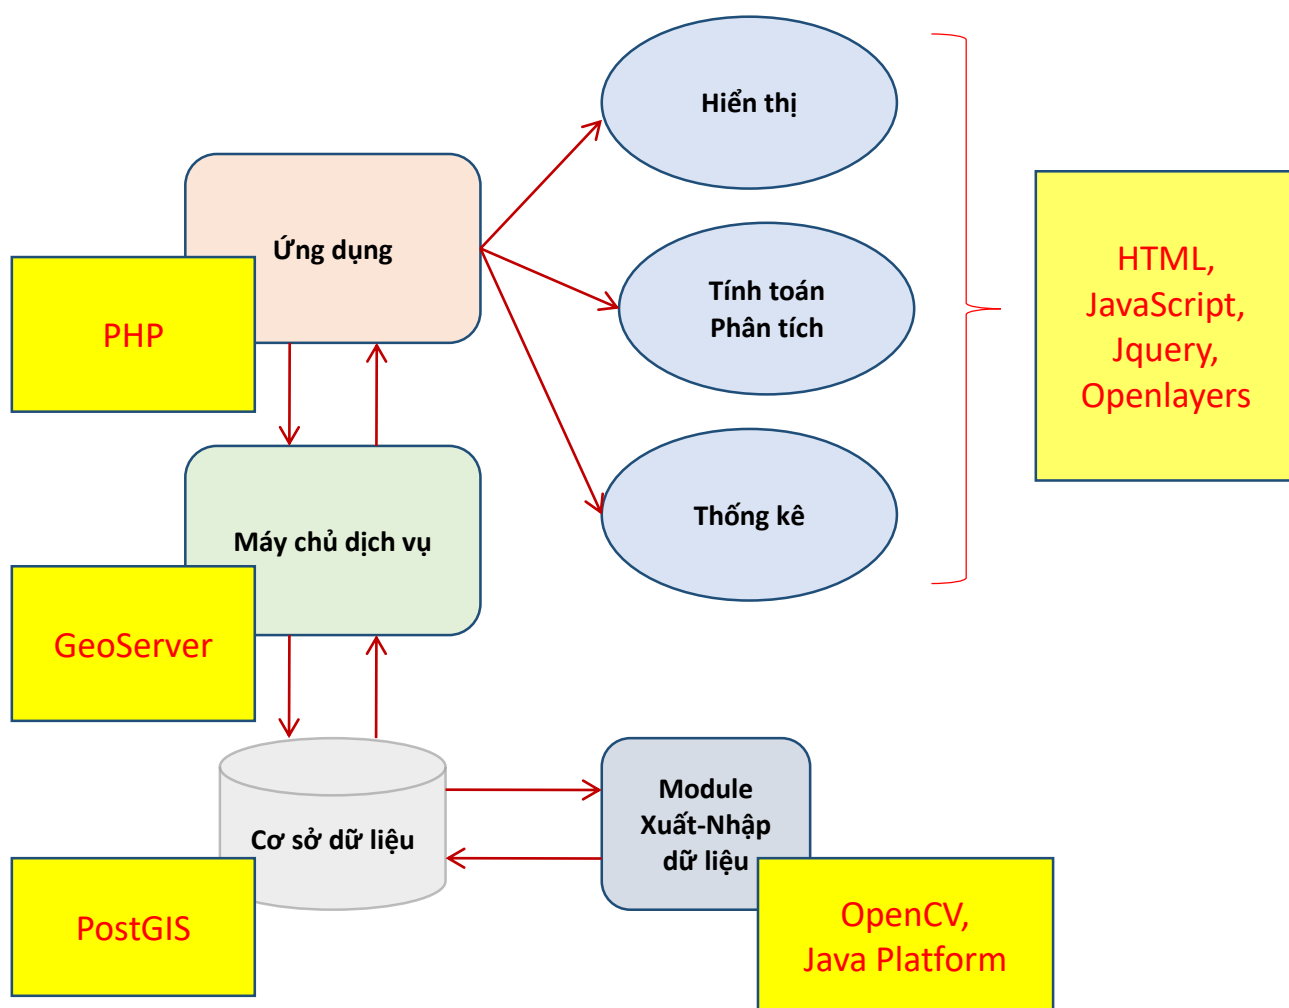 Hiển thị
Ứng dụng
PHP
Tính toán
Phân tích
HTML,
JavaScript,
Jquery,
Openlayers
Máy chủ dịch vụ
Thống kê
GeoServer
Cơ sở dữ liệu
Module
Xuất-Nhập
dữ liệu
PostGIS
OpenCV,
Java Platform